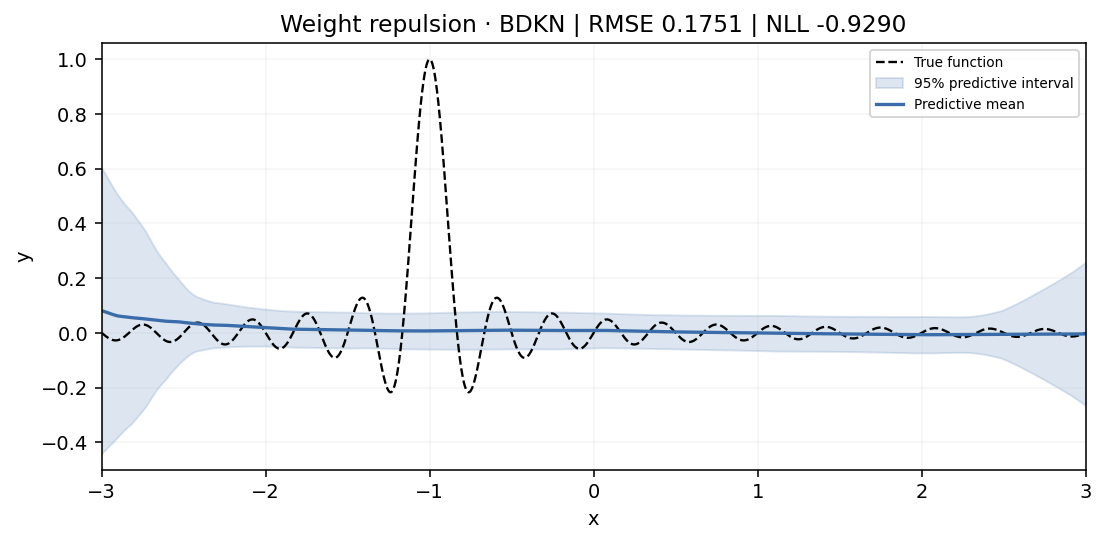 Weight repulsion · BDKN | RMSE 0.1751 | NLL -0.9290
True function
95% predictive interval
Predictive mean
1.0
0.8
0.6
0.4
0.2
0.0
−0.2
−0.4
y
−3
−2
−1
0
1
2
3
x